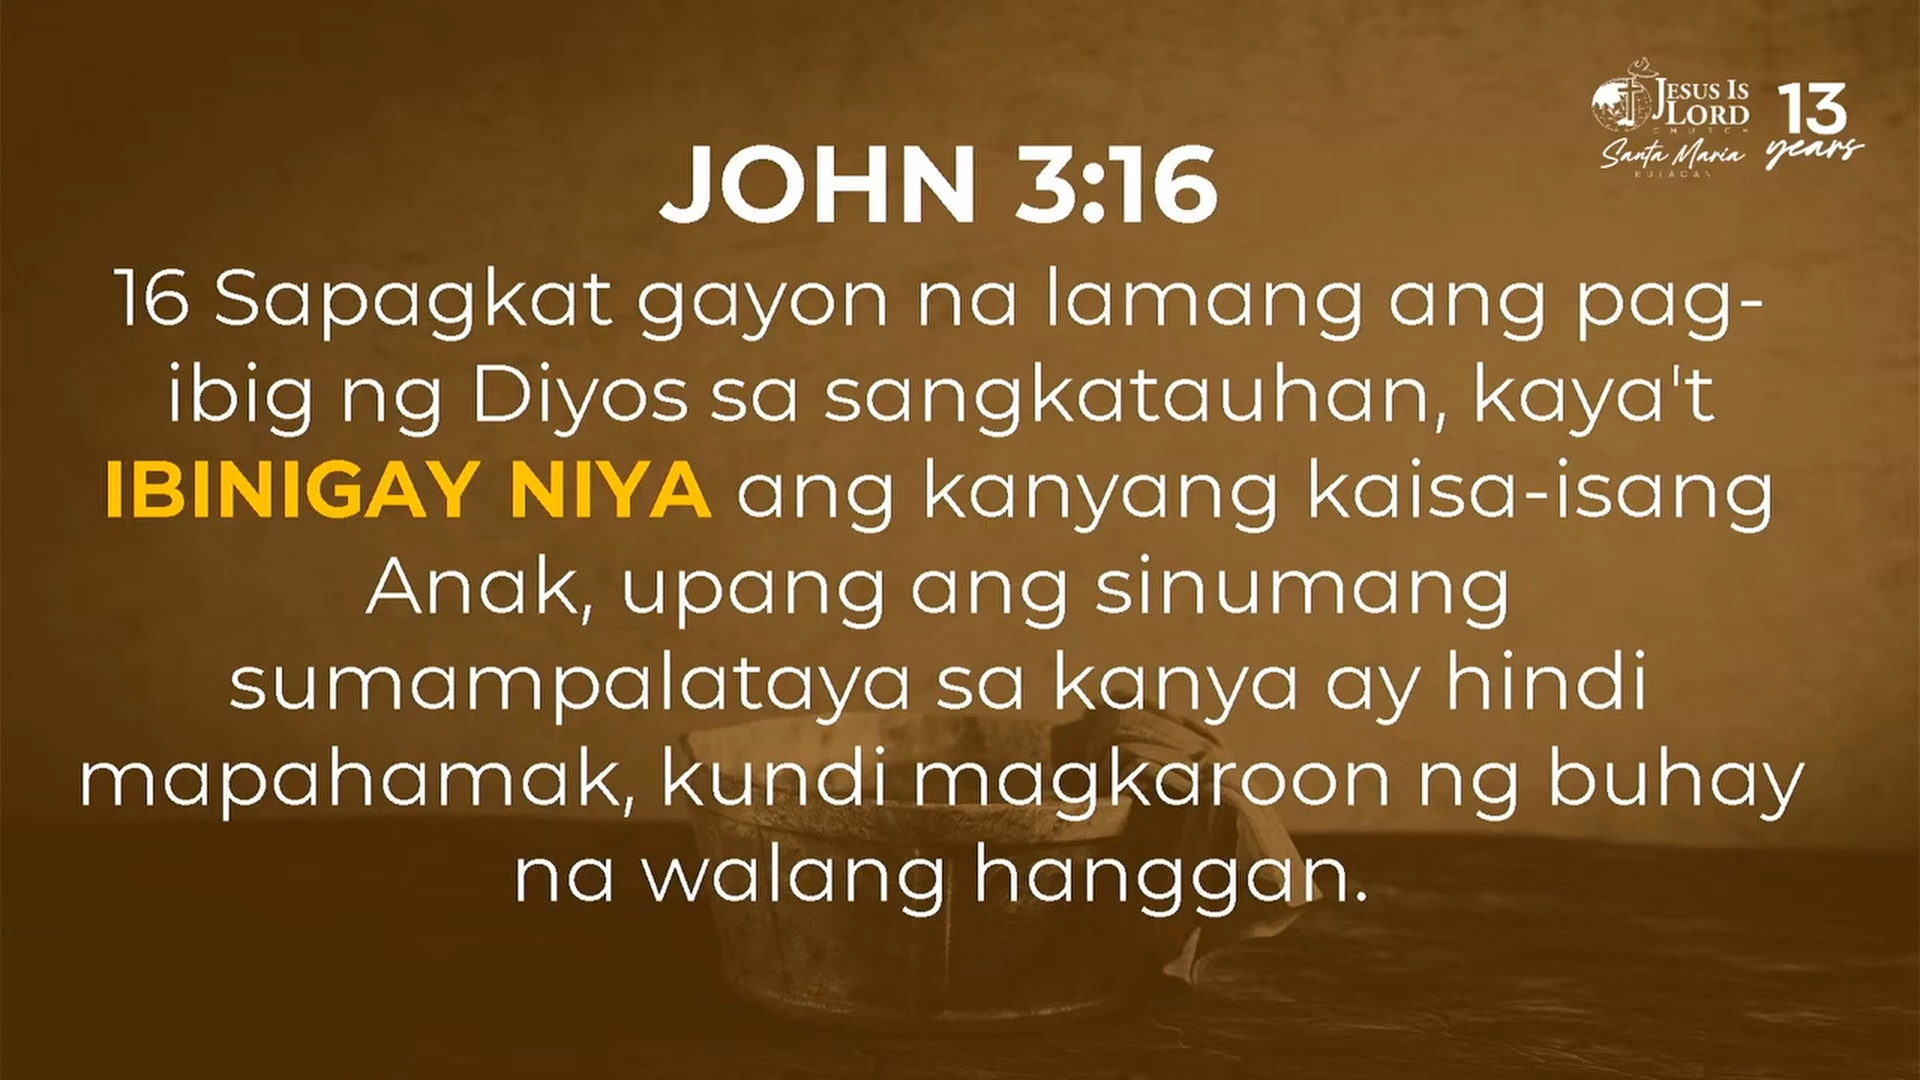 JESUS IS
LORD
CHURCH
Santa Maria
BULACAN
13
years
JOHN 3:16
16 Sapagkat gayon na lamang ang pag-
ibig ng Diyos sa sangkatauhan, kaya't
IBINIGAY NIYA ang kanyang kaisa-isang
Anak, upang ang sinumang
sumampalataya sa kanya ay hindi
mapahamak, kundi magkaroon ng buhay
na walang hanggan.